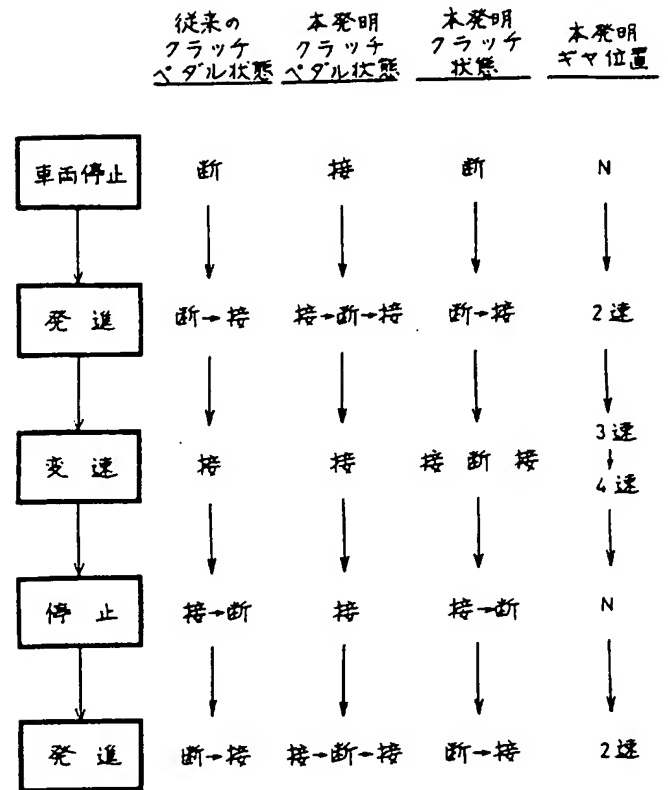 従来の
クラッチ
ペダル状態
本発明
クラッチ
ペダル状態
本発明
クラッチ
状態
本発明
ギヤ位置
車両停止 断 接 断 N
発進 断→接 接→断→接 断→接 2速
変速 接 接 接 断 接 3速
↓
4速
停止 接→断 接 接→断 N
発進 断→接 接→断→接 断→接 2速